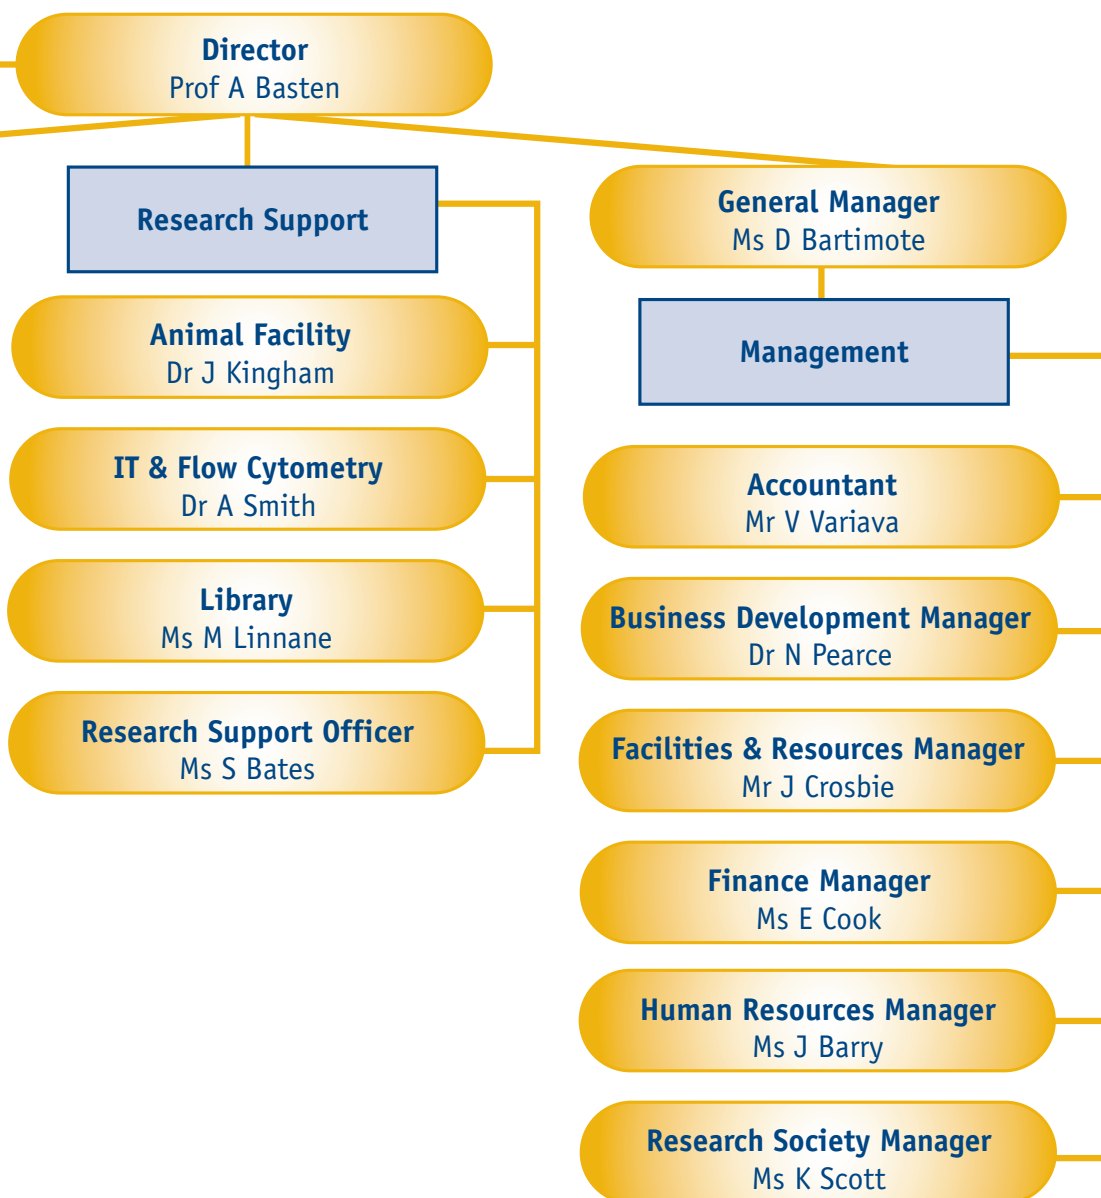 Director
Prof A Basten
Research Support
Animal Facility
Dr J Kingham
IT & Flow Cytometry
Dr A Smith
Library
Ms M Linnane
Research Support Officer
Ms S Bates
General Manager
Ms D Bartimote
Management
Accountant
Mr V Variava
Business Development Manager
Dr N Pearce
Facilities & Resources Manager
Mr J Crosbie
Finance Manager
Ms E Cook
Human Resources Manager
Ms J Barry
Research Society Manager
Ms K Scott